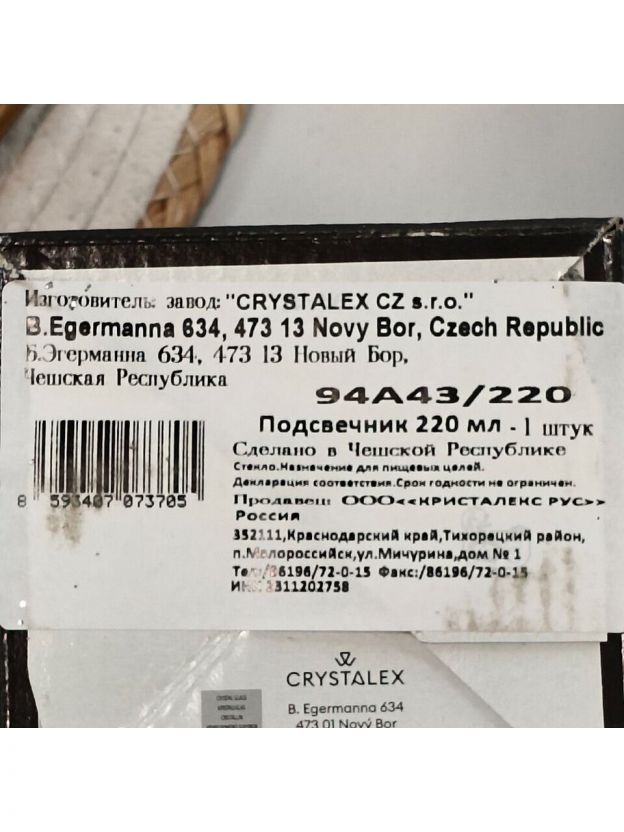 Изготовитель: завод: "CRYSTALEX CZ s.r.o."
B.Egermanna 634, 473 13 Novy Bor, Czech Republic
Б.Эгерманна 634, 473 13 Новый Бор,
Чешская Республика
94A43/220
Подсвечник 220 мл - 1 штук
Сделано в Чешской Республике
Стекло.Назначение для пищевых целей.
Декларация соответствия.Срок годности не ограничен.
Продавец: ООО<<КРИСТАЛЕКС РУС>>
Россия
352111,Краснодарский край,Тихорецкий район,
п.Малороссийск,ул.Мичурина,дом № 1
Тел:/86196/72-0-15 Факс:/86196/72-0-15
2311202758
8 593407 073705
CRYSTALEX
B. Egermanna 634
473 01 Nový Bor